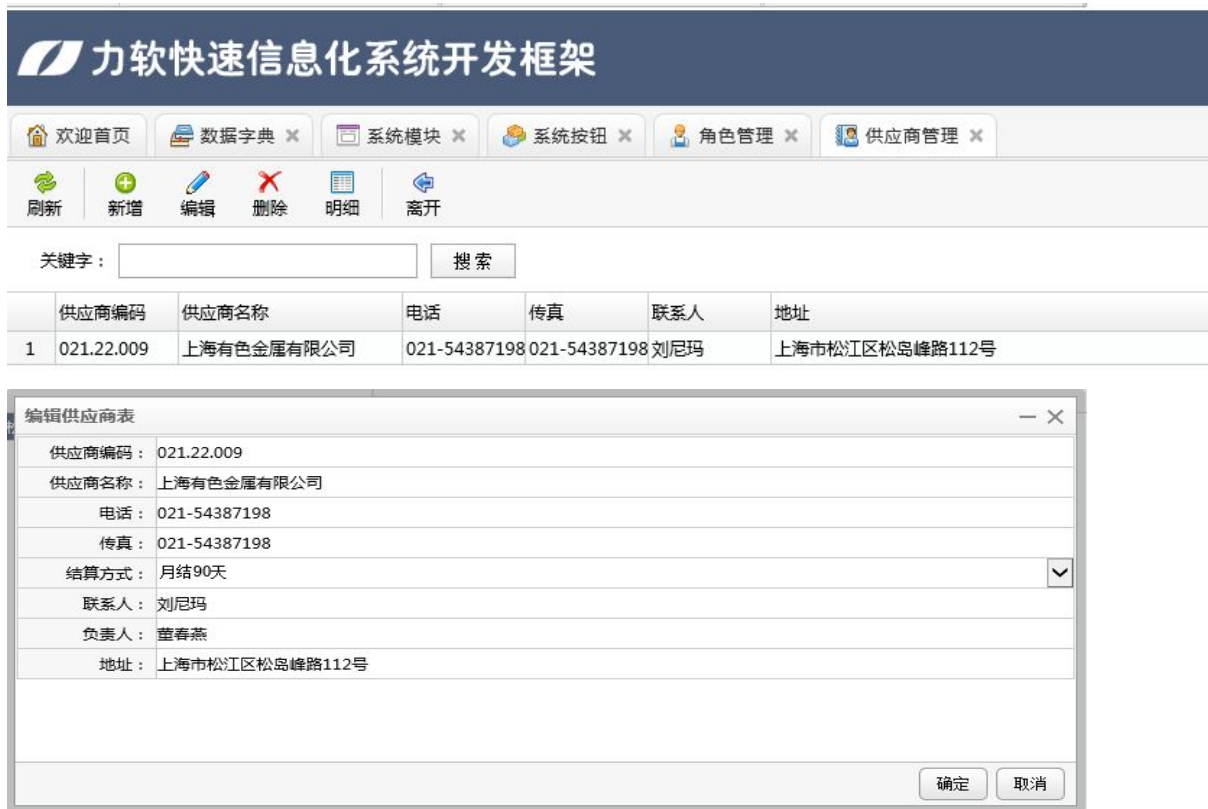 力软快速信息化系统开发框架
欢迎首页 数据字典 系统模块 系统按钮 角色管理 供应商管理
刷新 新增 编辑 删除 明细 离开
关键字： 搜索
供应商编码 供应商名称 电话 传真 联系人 地址
1 021.22.009 上海有色金属有限公司 021-54387198 021-54387198 刘尼玛 上海市松江区松岛峰路112号
编辑供应商表
供应商编码： 021.22.009
供应商名称： 上海有色金属有限公司
电话： 021-54387198
传真： 021-54387198
结算方式： 月结90天
联系人： 刘尼玛
负责人： 董春燕
地址： 上海市松江区松岛峰路112号
确定 取消